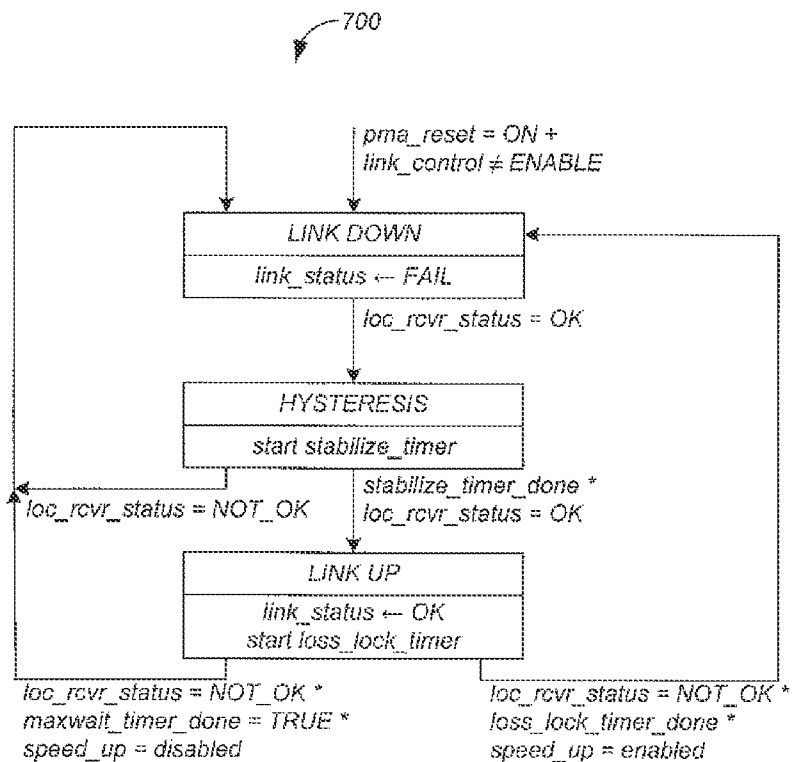 700
pma_reset = ON +
link_control ≠ ENABLE
LINK DOWN
link_status ← FAIL
loc_rcvr_status = OK
HYSTERESIS
start stabilize_timer
loc_rcvr_status = NOT_OK
stabilize_timer_done *
loc_rcvr_status = OK
LINK UP
link_status ← OK
start loss_lock_timer
loc_rcvr_status = NOT_OK *
maxwait_timer_done = TRUE *
speed_up = disabled
loc_rcvr_status = NOT_OK *
loss_lock_timer_done *
speed_up = enabled